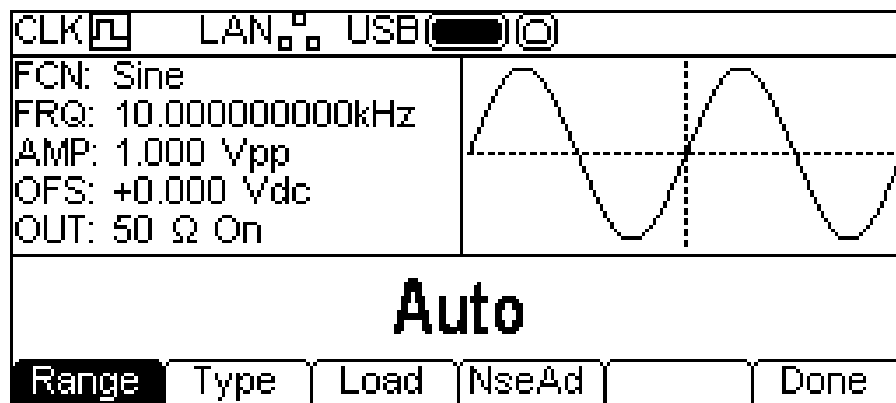 CLK LAN USB
FCN: Sine
FRQ: 10.000000000kHz
AMP: 1.000 Vpp
OFS: +0.000 Vdc
OUT: 50 Ω On
Auto
Range Type Load NseAd Done